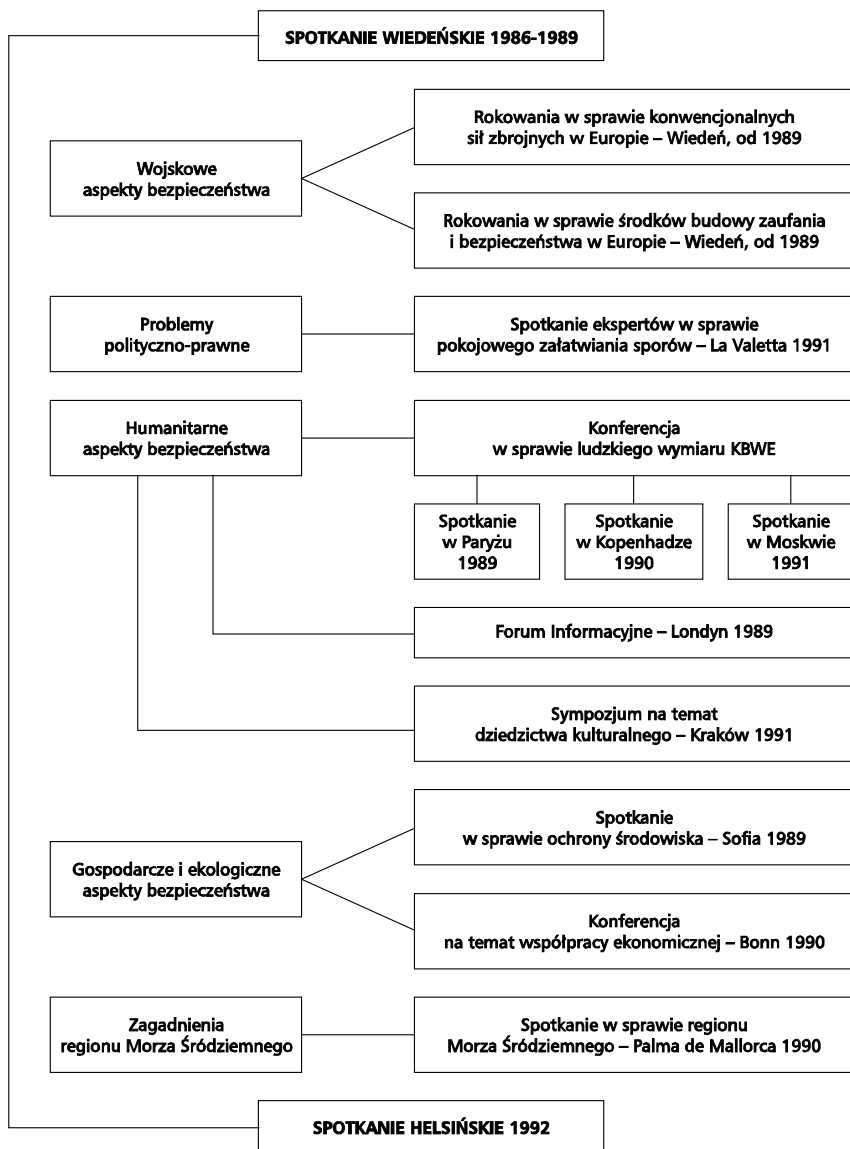 SPOTKANIE WIEDEŃSKIE 1986-1989
Wojskowe
aspekty bezpieczeństwa
Rokowania w sprawie konwencjonalnych
sił zbrojnych w Europie – Wiedeń, od 1989
Rokowania w sprawie środków budowy zaufania
i bezpieczeństwa w Europie – Wiedeń, od 1989
Problemy
polityczno-prawne
Spotkanie ekspertów w sprawie
pokojowego załatwiania sporów – La Valetta 1991
Humanitarne
aspekty bezpieczeństwa
Konferencja
w sprawie ludzkiego wymiaru KBWE
Spotkanie
w Paryżu
1989
Spotkanie
w Kopenhadze
1990
Spotkanie
w Moskwie
1991
Forum Informacyjne – Londyn 1989
Sympozjum na temat
dziedzictwa kulturalnego – Kraków 1991
Gospodarcze i ekologiczne
aspekty bezpieczeństwa
Spotkanie
w sprawie ochrony środowiska – Sofia 1989
Konferencja
na temat współpracy ekonomicznej – Bonn 1990
Zagadnienia
regionu Morza Śródziemnego
Spotkanie w sprawie regionu
Morza Śródziemnego – Palma de Mallorca 1990
SPOTKANIE HELSIŃSKIE 1992